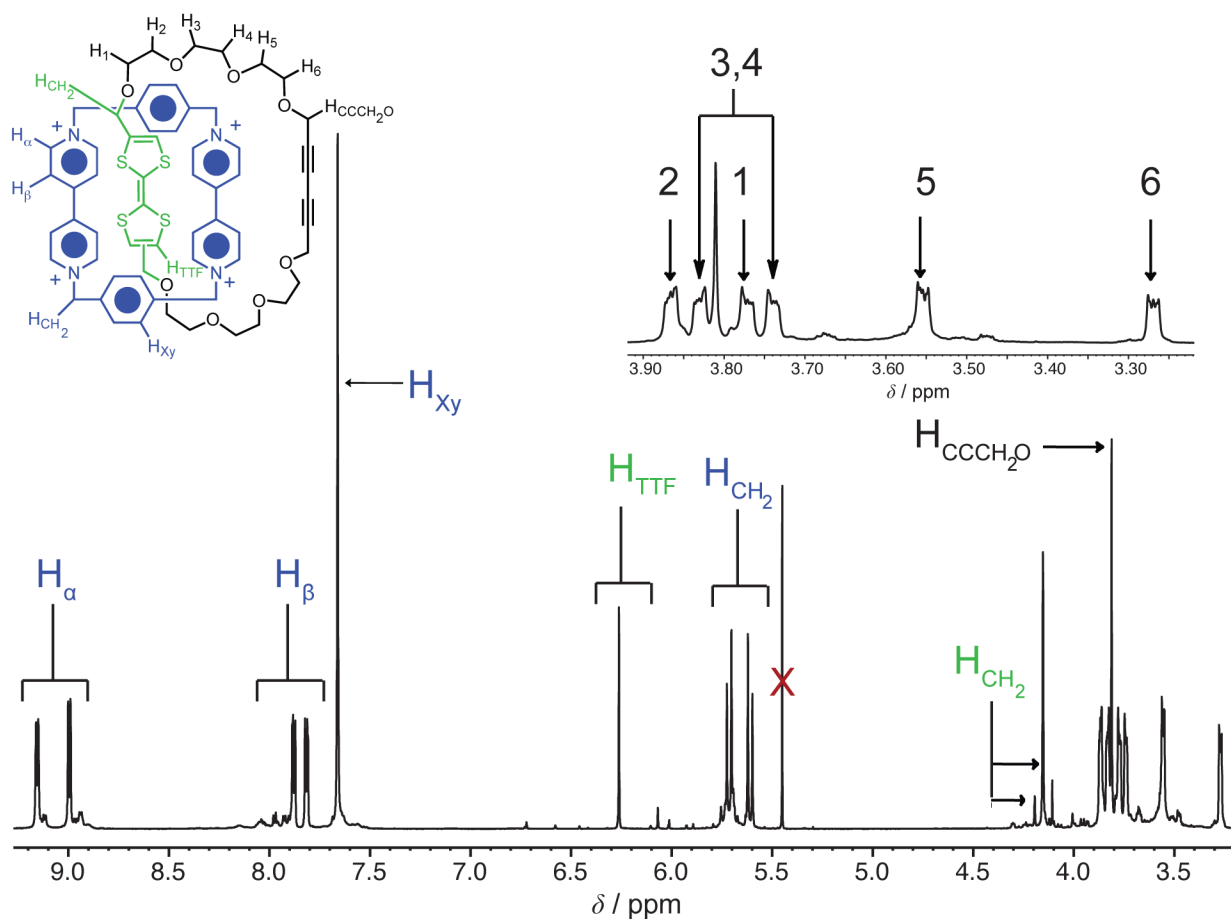 H2
H3
H1
H4
H5
H6
O
O
O
O
HCH2
HCCCH2O
+
N
N
+
Hα
S
S
Hβ
S
S
+
N
N
+
HTTF
O
O
O
O
HCH2
HXy
3,4
2
1
5
6
3.90
3.80
3.70
3.60
3.50
3.40
3.30
δ / ppm
HXy
HCCCH2O
HTTF
HCH2
Hα
Hβ
X
HCH2
9.0
8.5
8.0
7.5
7.0
6.5
6.0
5.5
5.0
4.5
4.0
3.5
δ / ppm